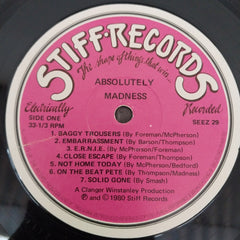 STIFF·RECORDS
The shape of things that win
ABSOLUTELY
MADNESS
Electrically
Recorded
SIDE ONE
33-1/3 RPM
SEEZ 29
1. BAGGY TROUSERS (By Foreman/McPherson)
2. EMBARRASSMENT (By Barson/Thompson)
3. E.R.N.I.E. (By McPherson/Foreman)
4. CLOSE ESCAPE (By Foreman/Thompson)
5. NOT HOME TODAY (By McPherson/Bedford)
6. ON THE BEAT PETE (By Thompson/Madness)
7. SOLID GONE (By Smash)
A Clanger Winstanley Production
℗ and © 1980 Stiff Records